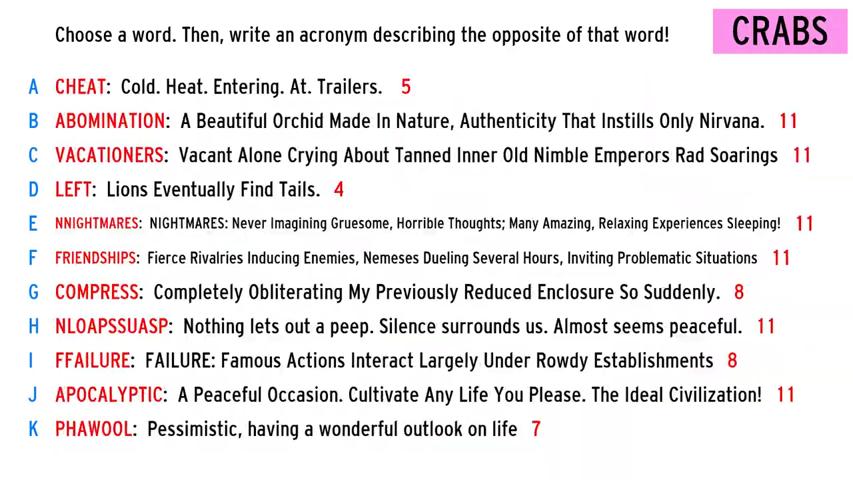 Choose a word. Then, write an acronym describing the opposite of that word!
CRABS
A CHEAT: Cold. Heat. Entering. At. Trailers. 5
B ABOMINATION: A Beautiful Orchid Made In Nature, Authenticity That Instills Only Nirvana. 11
C VACATIONERS: Vacant Alone Crying About Tanned Inner Old Nimble Emperors Rad Soarings 11
D LEFT: Lions Eventually Find Tails. 4
E NNIGHTMARES: NIGHTMARES: Never Imagining Gruesome, Horrible Thoughts; Many Amazing, Relaxing Experiences Sleeping! 11
F FRIENDSHIPS: Fierce Rivalries Inducing Enemies, Nemeses Dueling Several Hours, Inviting Problematic Situations 11
G COMPRESS: Completely Obliterating My Previously Reduced Enclosure So Suddenly. 8
H NLOAPSSUASP: Nothing lets out a peep. Silence surrounds us. Almost seems peaceful. 11
I FFAILURE: FAILURE: Famous Actions Interact Largely Under Rowdy Establishments 8
J APOCALYPTIC: A Peaceful Occasion. Cultivate Any Life You Please. The Ideal Civilization! 11
K PHAWOOL: Pessimistic, having a wonderful outlook on life 7